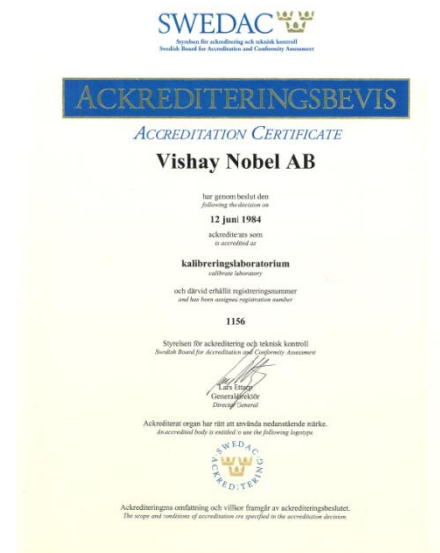 SWEDAC
Styrelsen för ackreditering och teknisk kontroll
Swedish Board for Accreditation and Conformity Assessment
ACKREDITERINGSBEVIS
ACCREDITATION CERTIFICATE
Vishay Nobel AB
har genom beslut den
following the decision on
12 juni 1984
ackrediterats som
is accredited as
kalibreringslaboratorium
calibrate laboratory
och därvid erhållit registreringsnummer
and has been assigned registration number
1156
Styrelsen för ackreditering och teknisk kontroll
Swedish Board for Accreditation and Conformity Assessment
Lars Ettarp
Generaldirektör
Director General
Ackrediterat organ har rätt att använda nedanstående märke.
An accredited body is entitled to use the following logotype.
SWEDAC
ACKREDITERING
Ackrediteringens omfattning och villkor framgår av ackrediteringsbeslutet.
The scope and conditions of accreditation are specified in the accreditation decision.